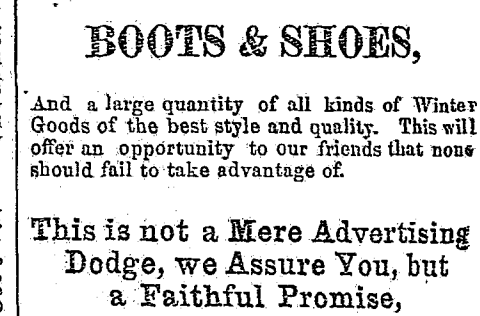 BOOTS & SHOES,
And a large quantity of all kinds of Winter
Goods of the best style and quality. This will
offer an opportunity to our friends that none
should fail to take advantage of.
This is not a Mere Advertising
Dodge, we Assure You, but
a Faithful Promise,